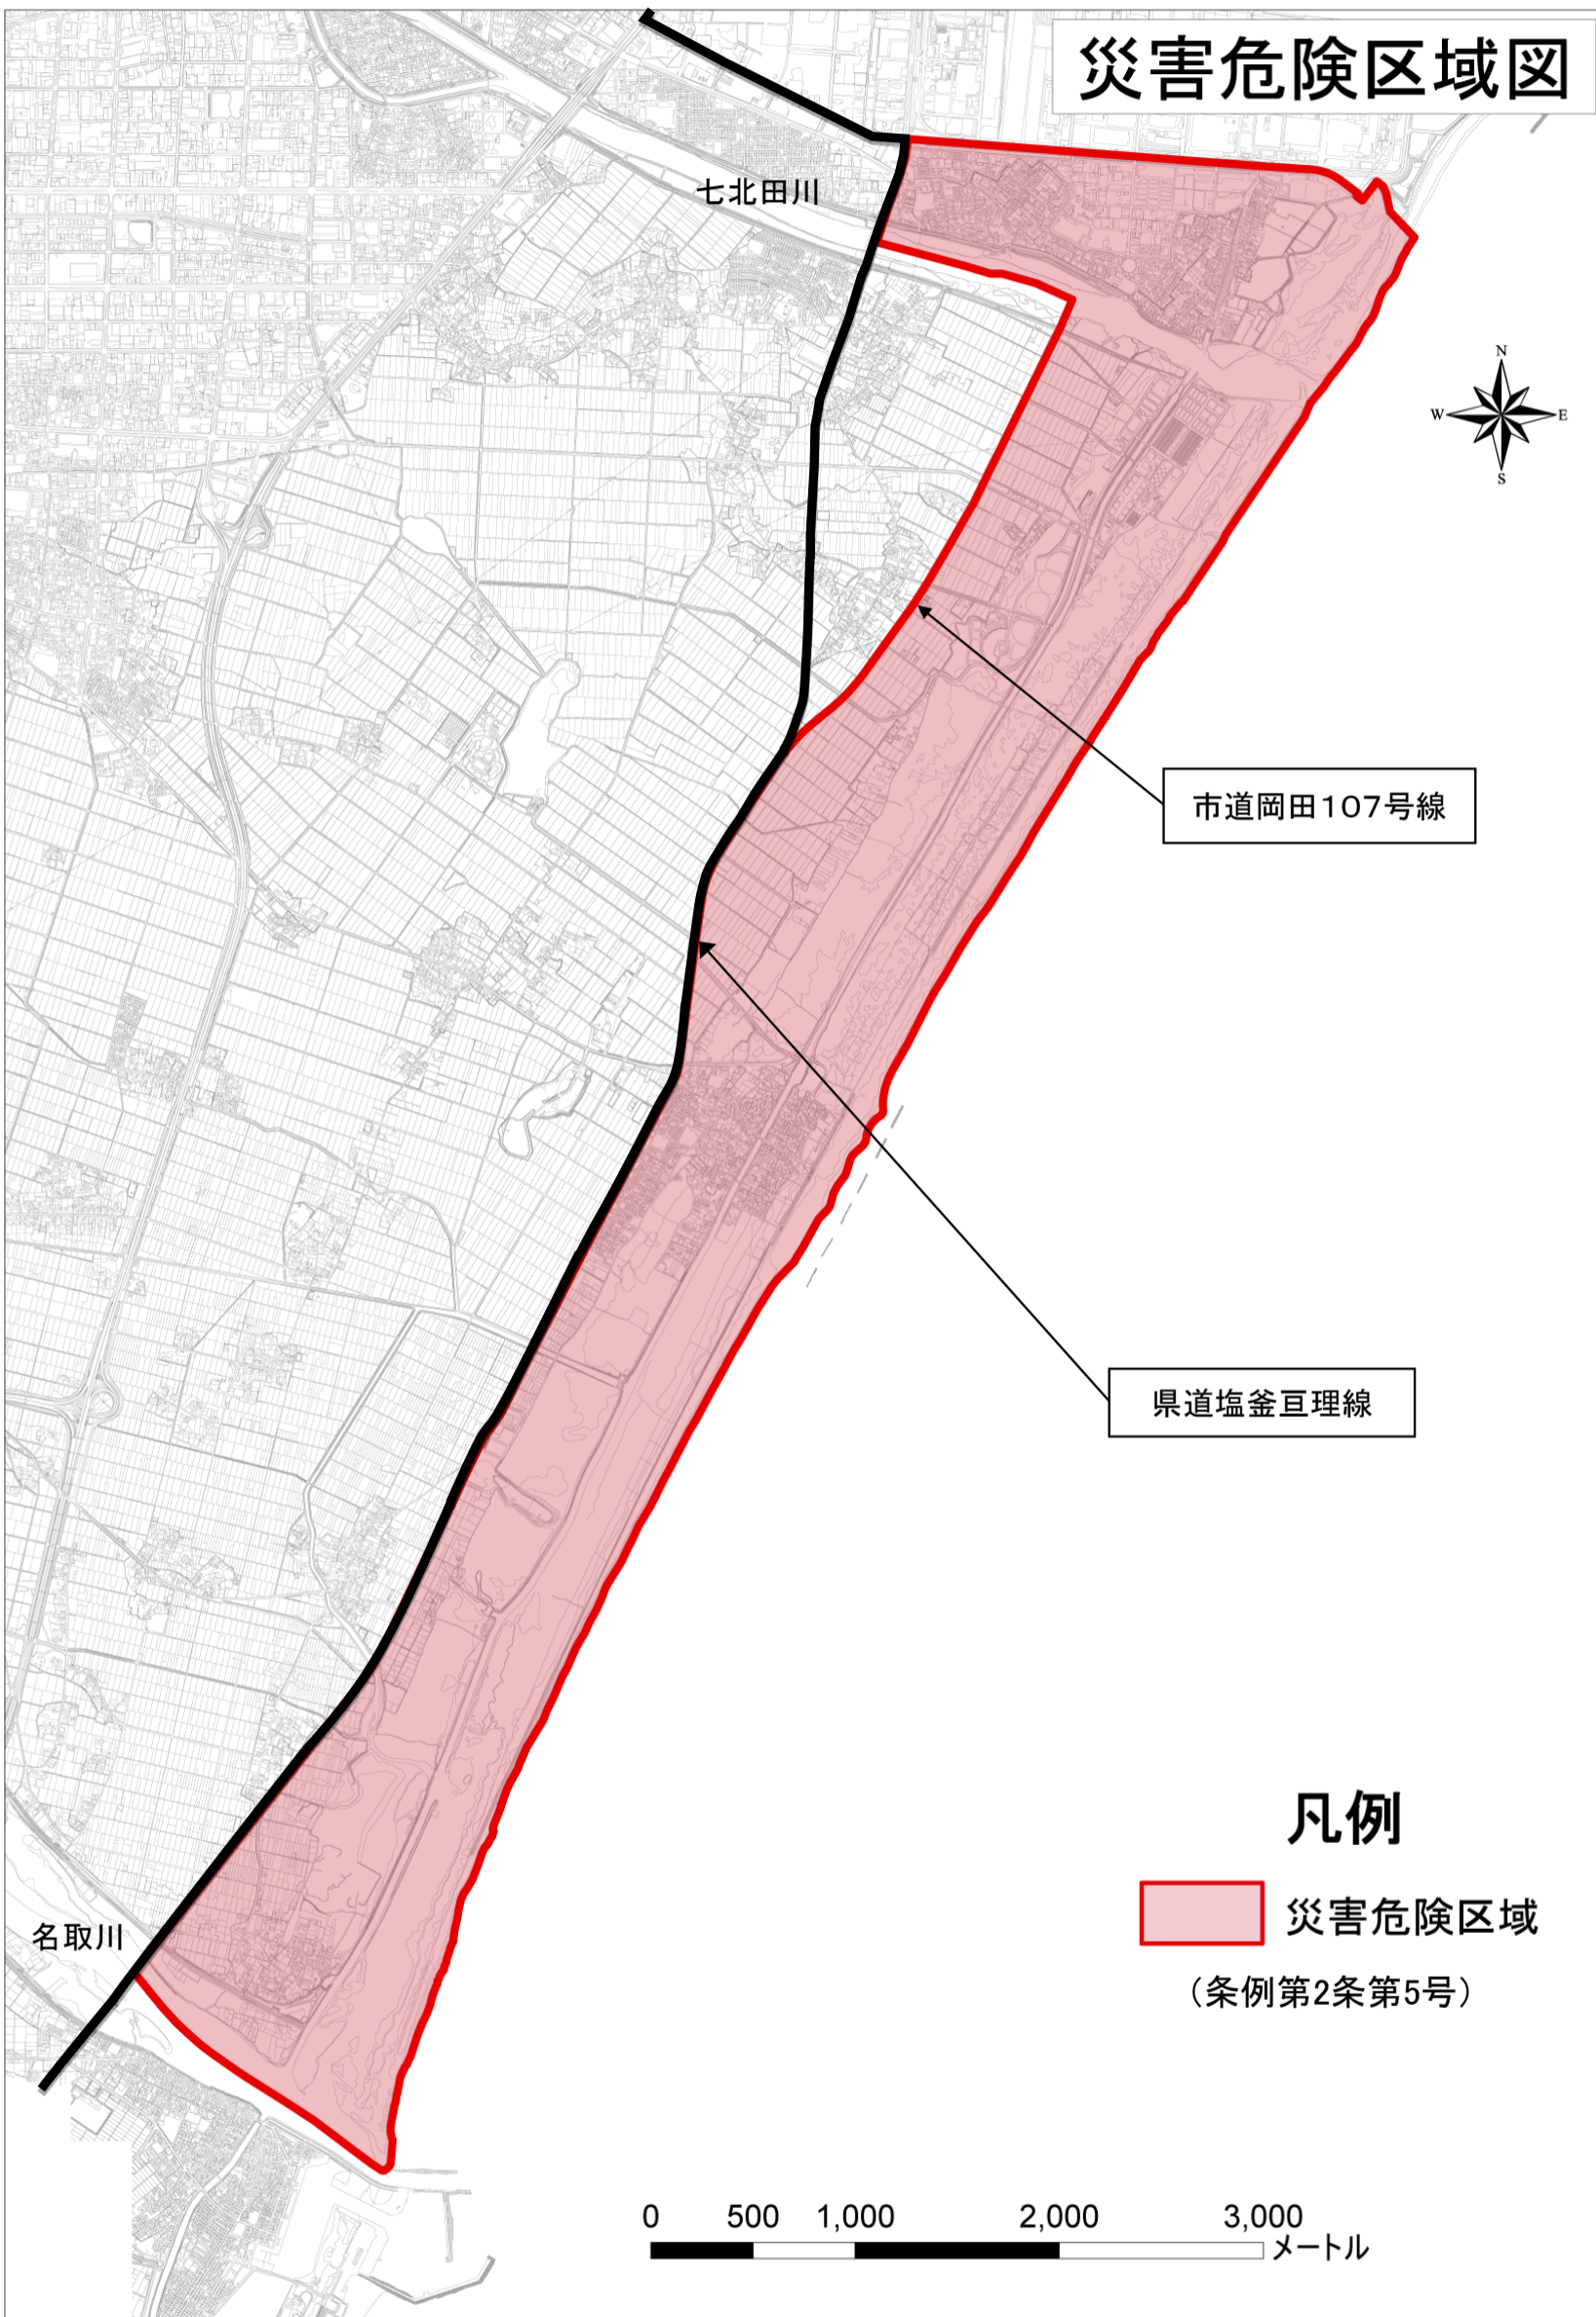 災害危険区域図
七北田川
N
W
E
S
市道岡田107号線
県道塩釜亘理線
凡例
災害危険区域
（条例第2条第5号）
名取川
0 500 1,000 2,000 3,000
メートル